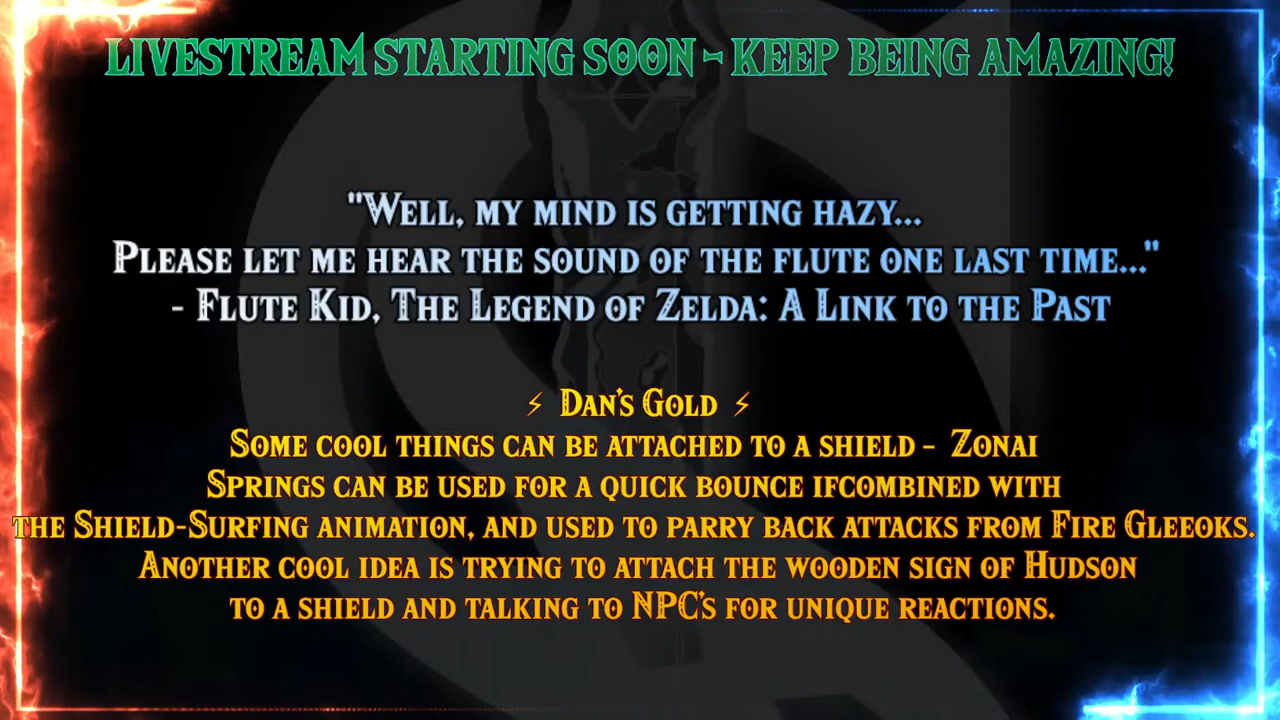 LIVESTREAM STARTING SOON - KEEP BEING AMAZING!
"Well, my mind is getting hazy...
Please let me hear the sound of the flute one last time..."
- Flute Kid, The Legend of Zelda: A Link to the Past
⚡ Dan's Gold ⚡
Some cool things can be attached to a shield - Zonai
Springs can be used for a quick bounce ifcombined with
the Shield-Surfing animation, and used to parry back attacks from Fire Gleeoks.
Another cool idea is trying to attach the wooden sign of Hudson
to a shield and talking to NPC's for unique reactions.